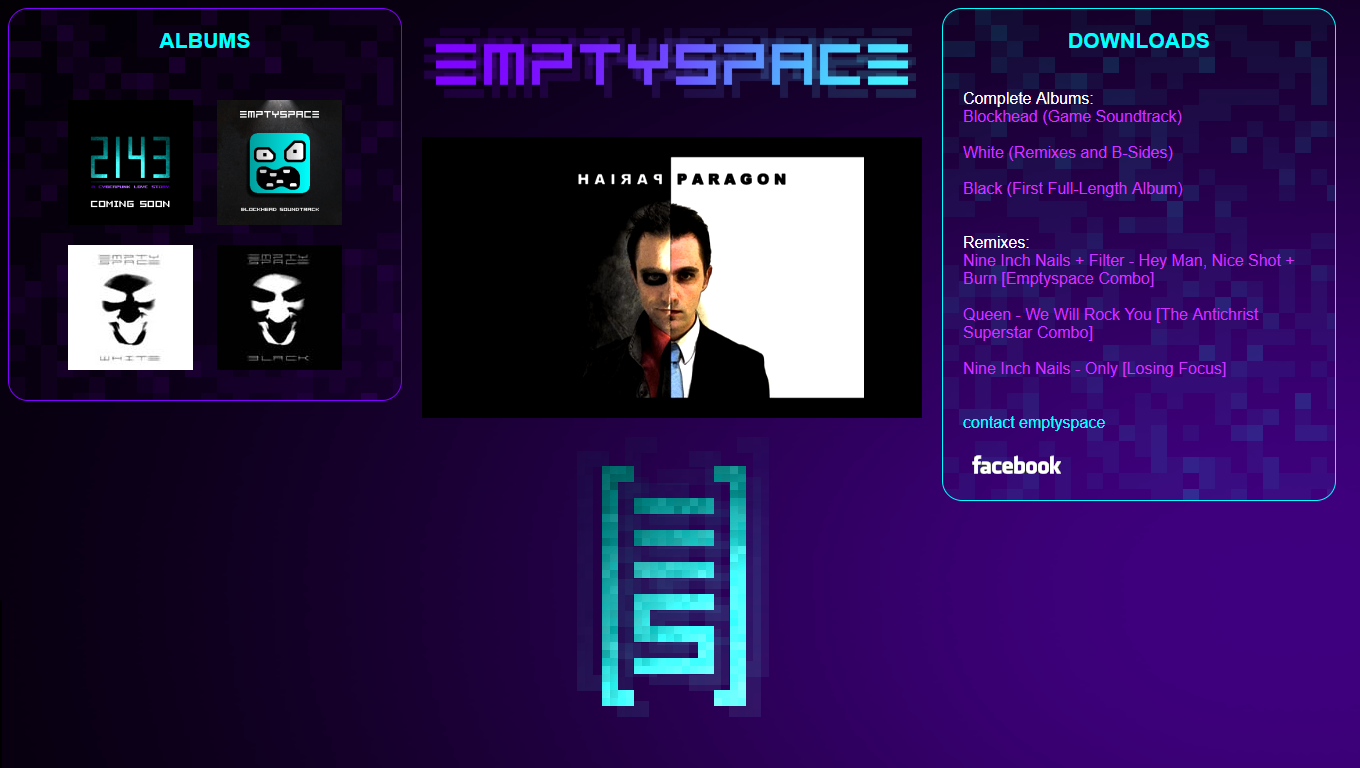 ALBUMS
2143
A CYBERPUNK LOVE STORY
COMING SOON
EMPTYSPACE
BLOCKHEAD SOUNDTRACK
EMPTY
SPACE
WHITE
EMPTY
SPACE
BLACK
EMPTYSPACE
PARIAH PARAGON
DOWNLOADS
Complete Albums:
Blockhead (Game Soundtrack)
White (Remixes and B-Sides)
Black (First Full-Length Album)
Remixes:
Nine Inch Nails + Filter - Hey Man, Nice Shot +
Burn [Emptyspace Combo]
Queen - We Will Rock You [The Antichrist
Superstar Combo]
Nine Inch Nails - Only [Losing Focus]
contact emptyspace
facebook